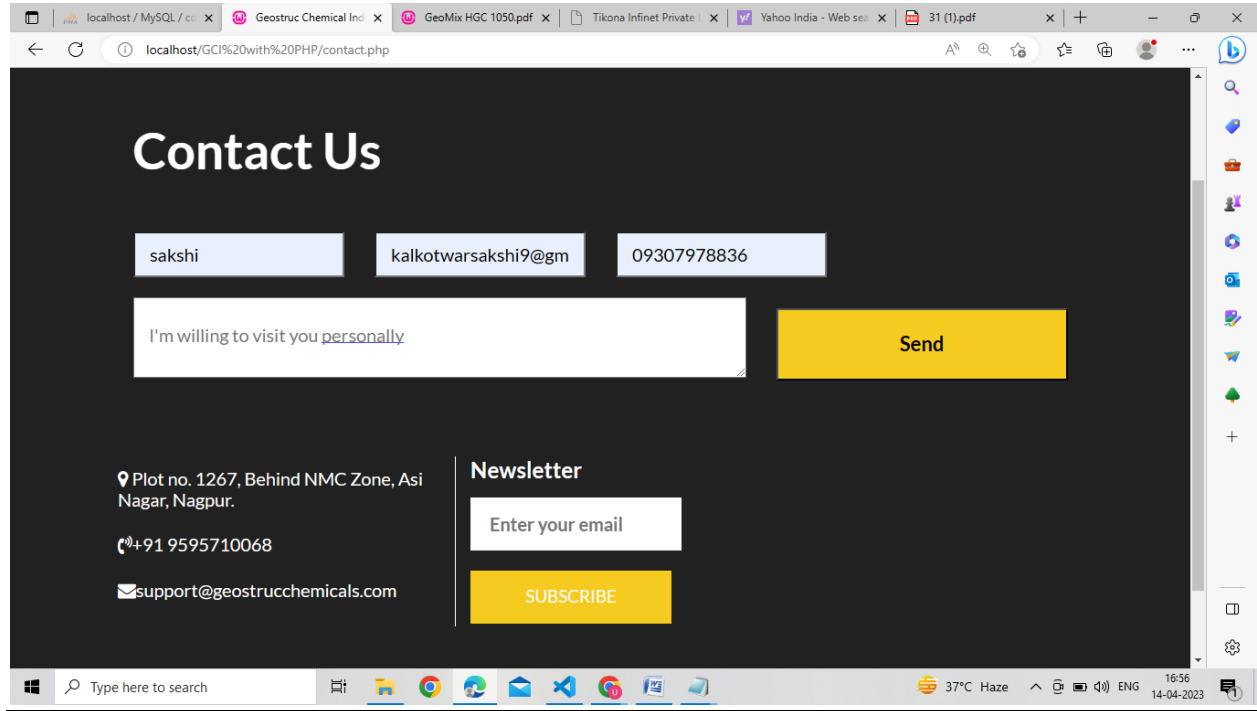 localhost / MySQL / co
Geostruc Chemical Ind
GeoMix HGC 1050.pdf
Tikona Infinet Private
Yahoo India - Web sea
31 (1).pdf
localhost/GCI%20with%20PHP/contact.php
Contact Us
sakshi kalkotwarsakshi9@gm 09307978836
I'm willing to visit you personally
Send
Plot no. 1267, Behind NMC Zone, Asi
Nagar, Nagpur.
+91 9595710068
support@geostrucchemicals.com
Newsletter
Enter your email
SUBSCRIBE
Type here to search
37°C Haze
ENG
16:56
14-04-2023